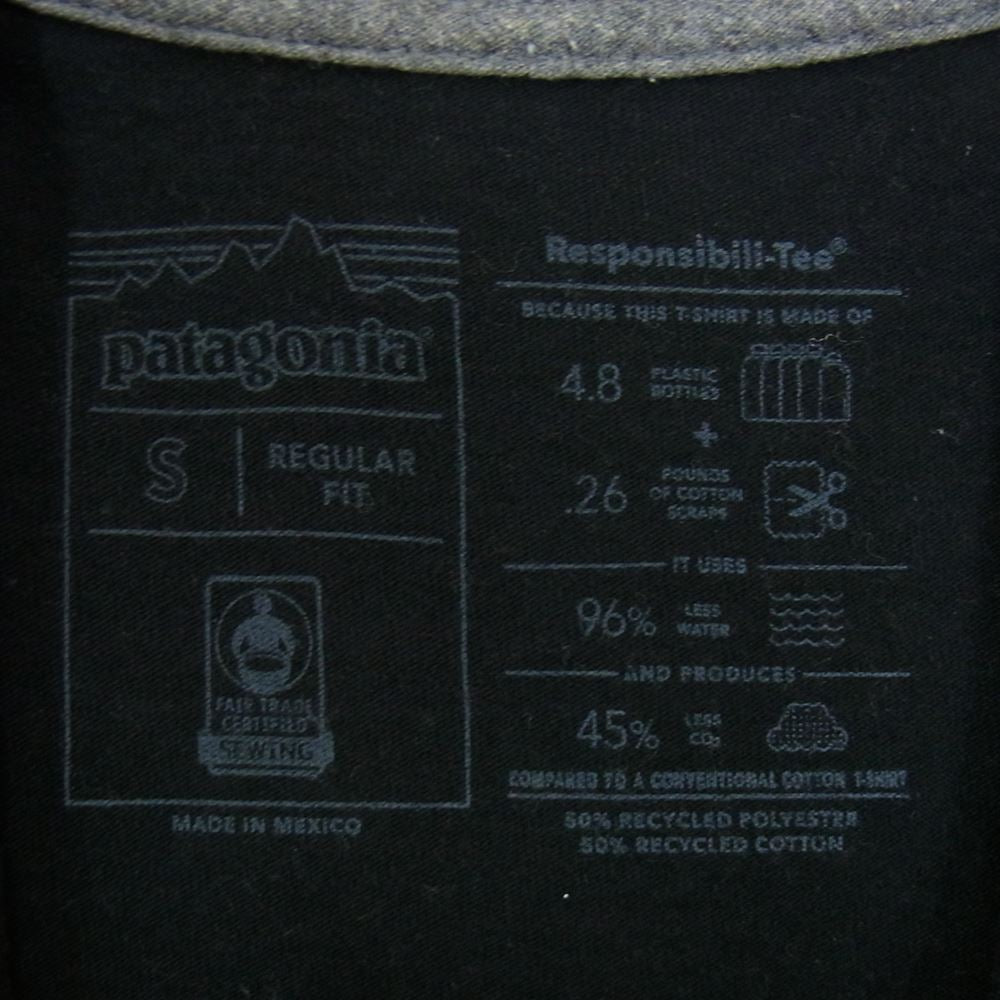 patagonia®
S
REGULAR
FIT
FAIR TRADE
CERTIFIED
SEWING
MADE IN MEXICO
Responsibili-Tee®
BECAUSE THIS T-SHIRT IS MADE OF
4.8 PLASTIC
BOTTLES
+
.26 POUNDS
OF COTTON
SCRAPS
IT USES
96% LESS
WATER
AND PRODUCES
45% LESS
CO₂
COMPARED TO A CONVENTIONAL COTTON T-SHIRT
50% RECYCLED POLYESTER
50% RECYCLED COTTON